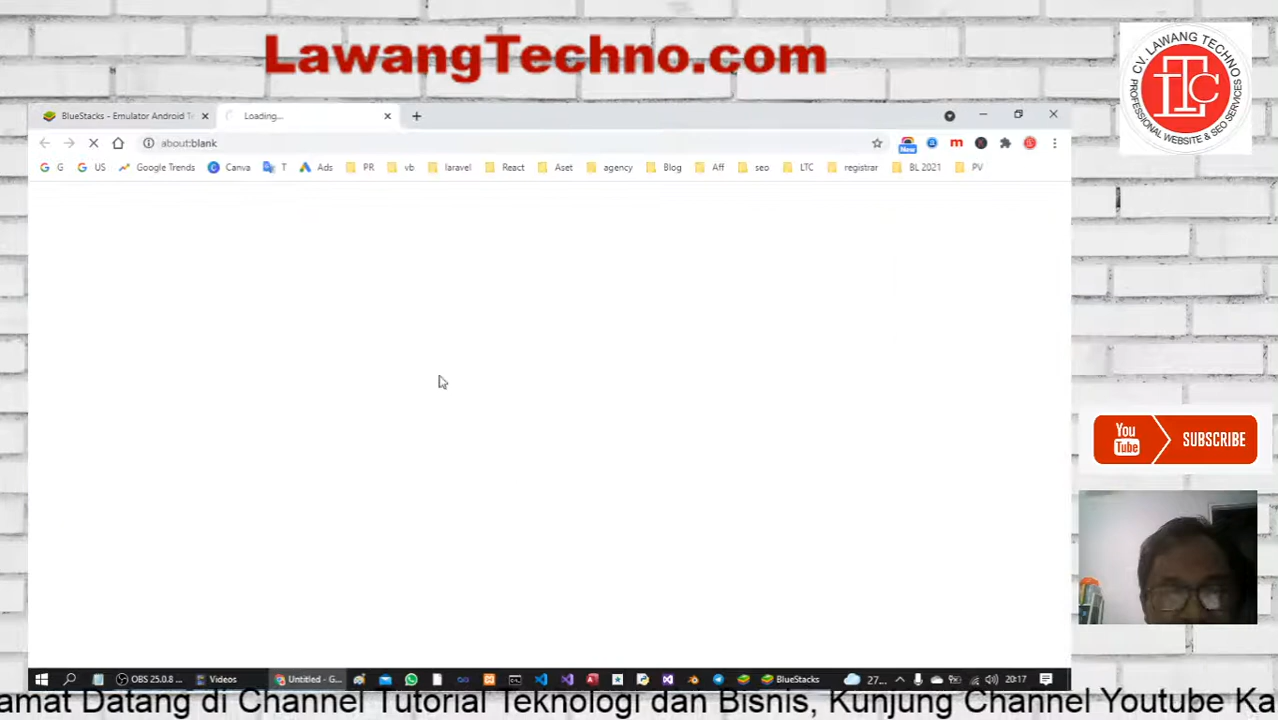 LawangTechno.com
CV. LAWANG TECHNO
LTC
PROFESSIONAL WEBSITE & SEO SERVICES
BlueStacks - Emulator Android T
Loading...
about:blank
New
m
G
US
Google Trends
Canva
T
Ads
PR
vb
laravel
React
Aset
agency
Blog
Aff
seo
LTC
registrar
BL 2021
PV
You
Tube
SUBSCRIBE
OBS 25.0.8 ...
Videos
Untitled - G...
BlueStacks
27...
20:17
amat Datang di Channel Tutorial Teknologi dan Bisnis, Kunjung Channel Youtube Ka